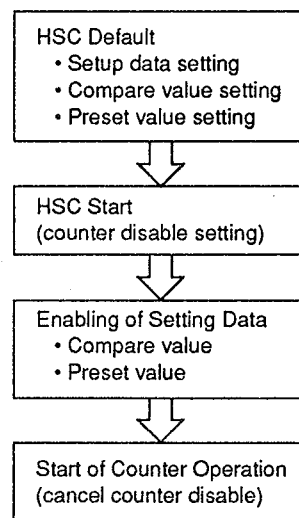 HSC Default
• Setup data setting
• Compare value setting
• Preset value setting
HSC Start
(counter disable setting)
Enabling of Setting Data
• Compare value
• Preset value
Start of Counter Operation
(cancel counter disable)